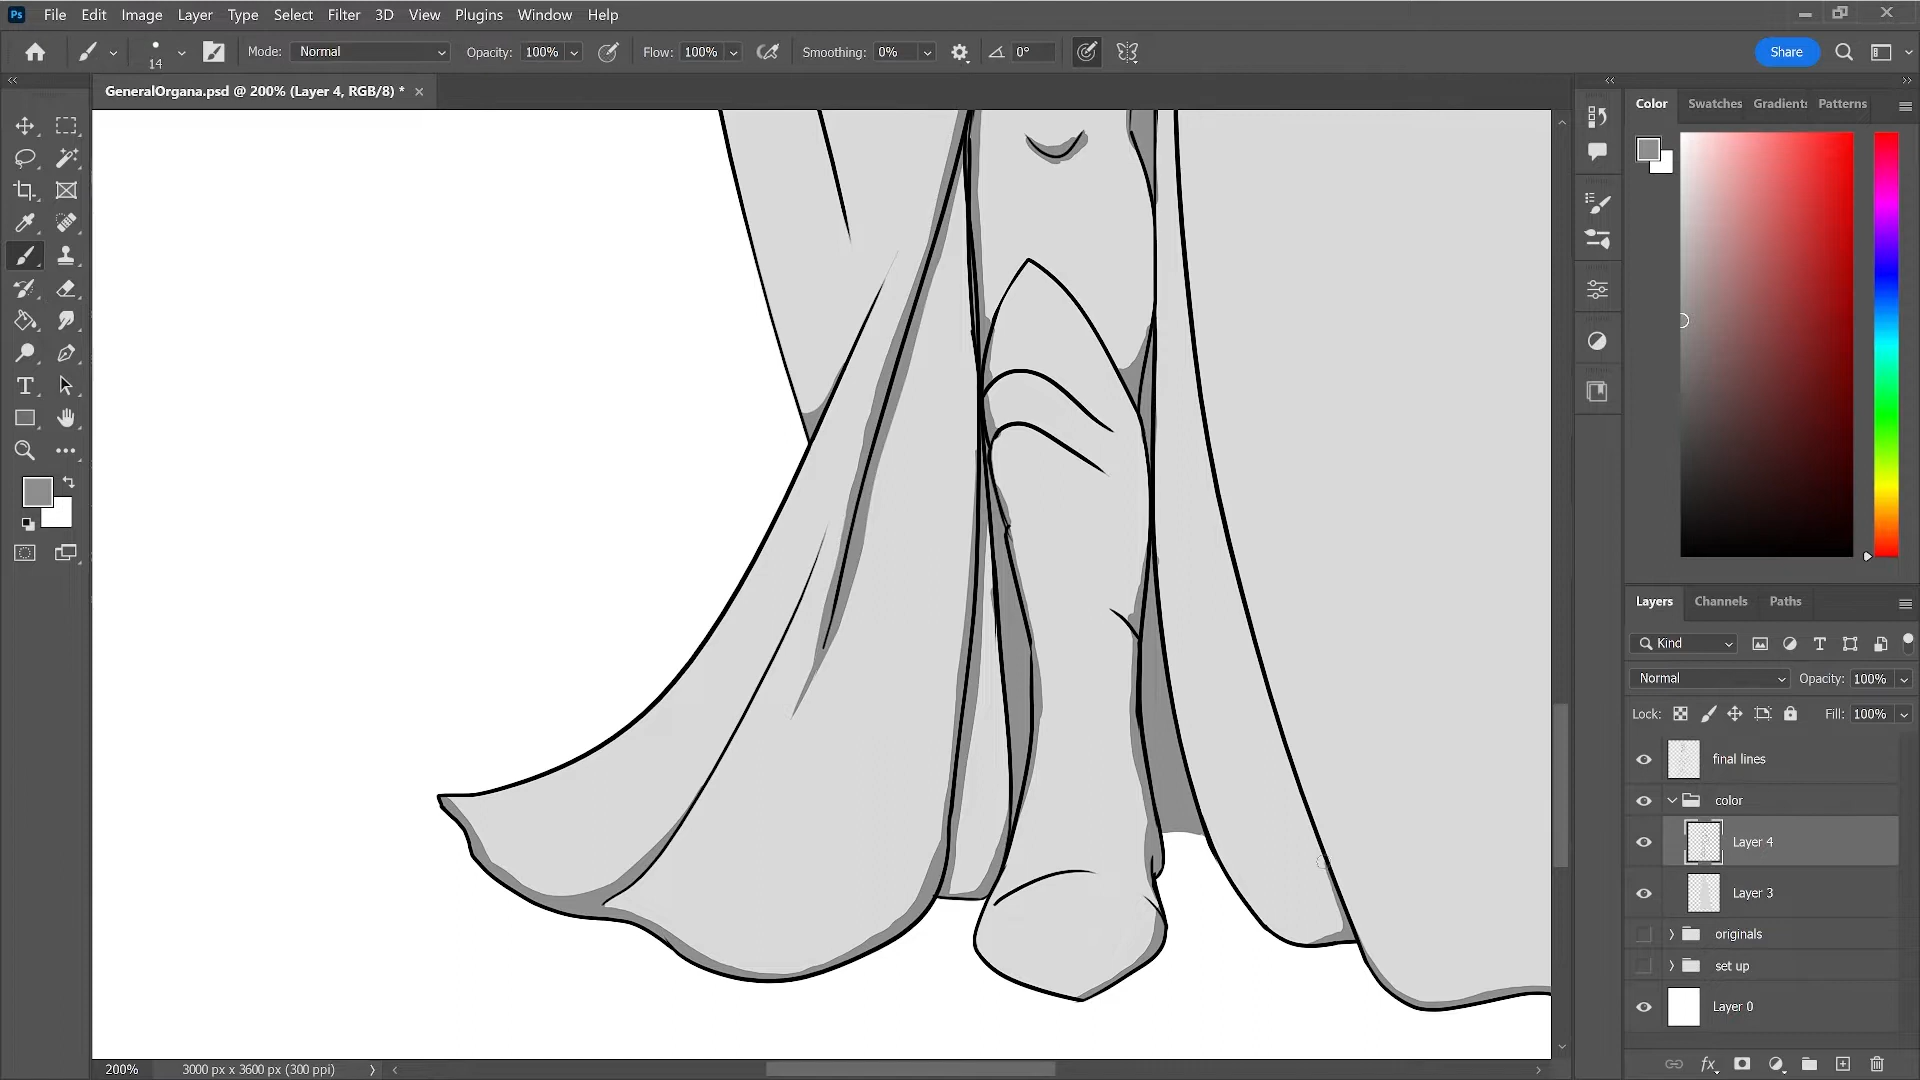 Ps File Edit Image Layer Type Select Filter 3D View Plugins Window Help
14 Mode: Normal Opacity: 100% Flow: 100% Smoothing: 0% 0° Share
GeneralOrgana.psd @ 200% (Layer 4, RGB/8) *
Color Swatches Gradients Patterns
Layers Channels Paths
Kind
Normal Opacity: 100%
Lock: Fill: 100%
final lines
color
Layer 4
Layer 3
originals
set up
Layer 0
200% 3000 px x 3600 px (300 ppi)